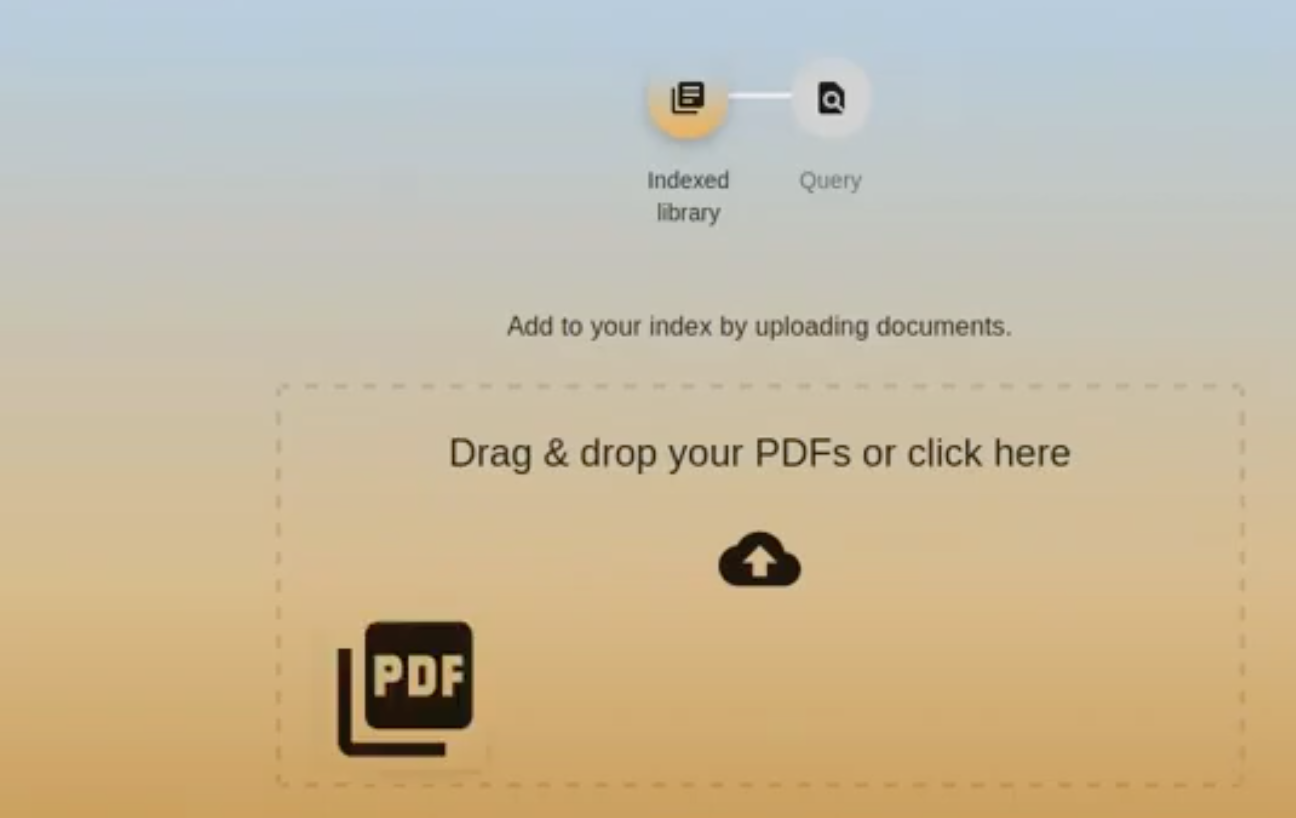 Indexed
library
Query
Add to your index by uploading documents.
Drag & drop your PDFs or click here
PDF